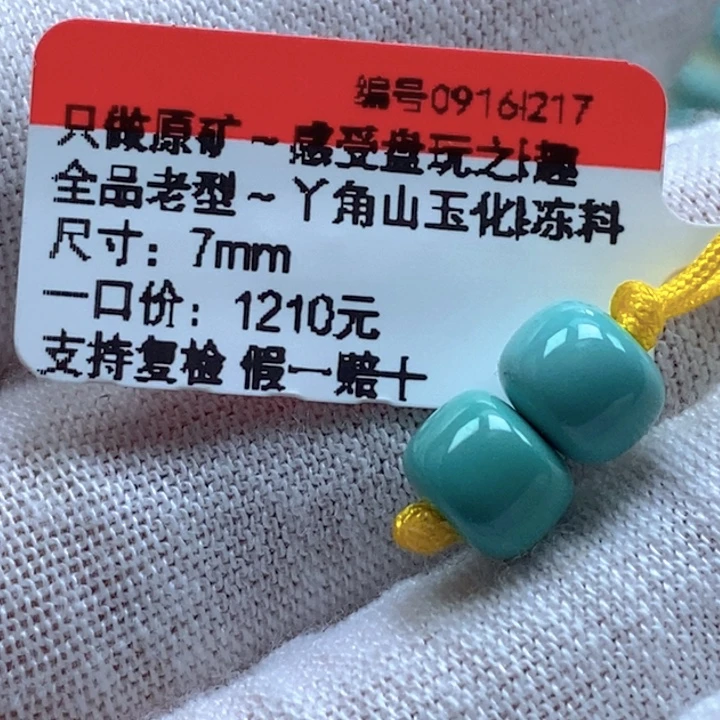 编号0916H217
只做原矿~感受盘玩之趣
全品老型~丫角山玉化冻料
尺寸：7mm
一口价：1210元
支持复检 假一赔十